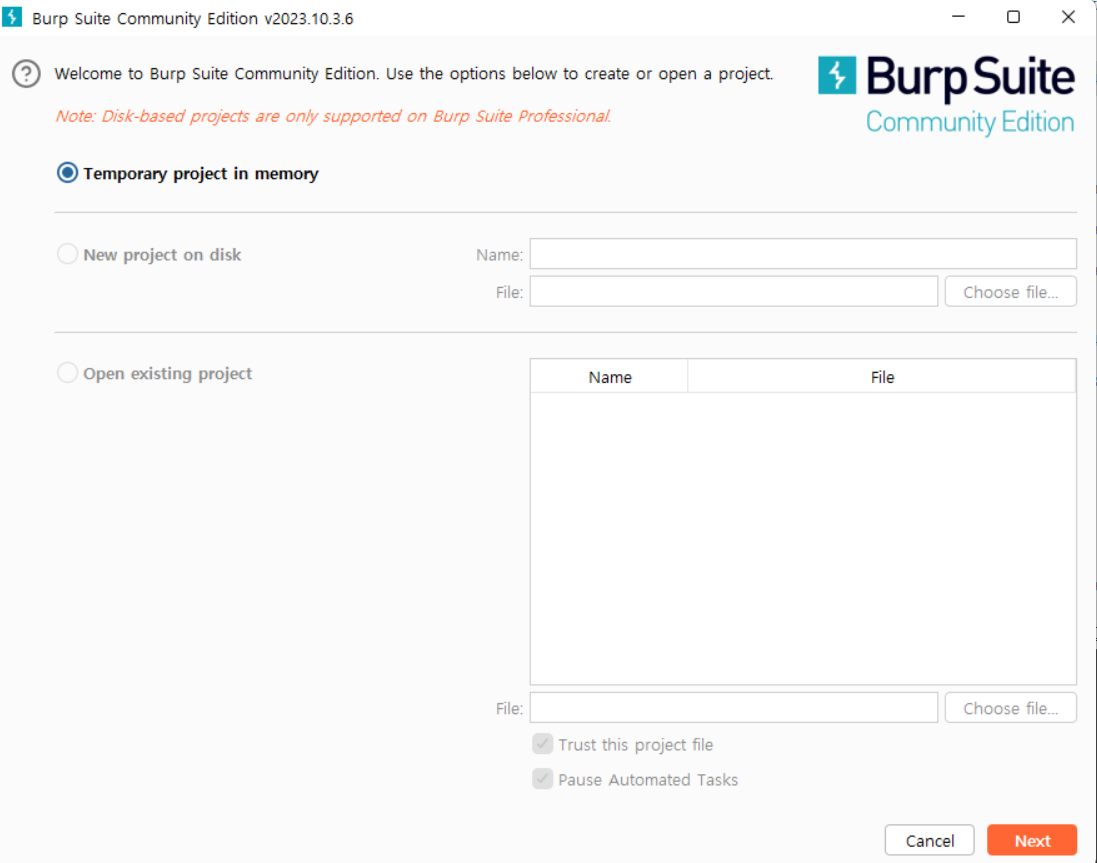 Burp Suite Community Edition v2023.10.3.6
Welcome to Burp Suite Community Edition. Use the options below to create or open a project.
Note: Disk-based projects are only supported on Burp Suite Professional.
Burp Suite
Community Edition
Temporary project in memory
New project on disk
Name:
File:
Choose file...
Open existing project
Name
File
File:
Choose file...
Trust this project file
Pause Automated Tasks
Cancel
Next